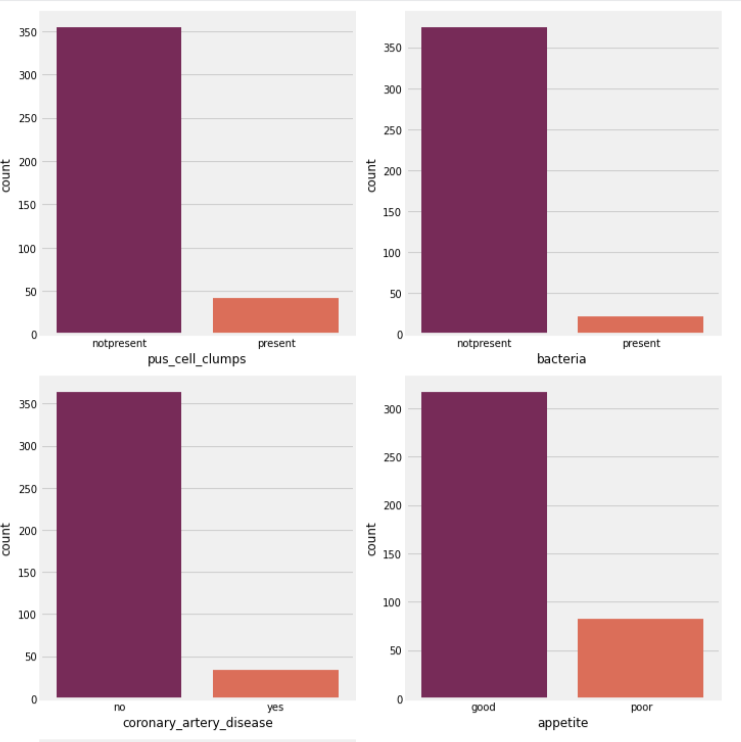 350
300
250
200
150
100
50
0
count
notpresent present
pus_cell_clumps
350
300
250
200
150
100
50
0
count
notpresent present
bacteria
350
300
250
200
150
100
50
0
count
no yes
coronary_artery_disease
300
250
200
150
100
50
0
count
good poor
appetite